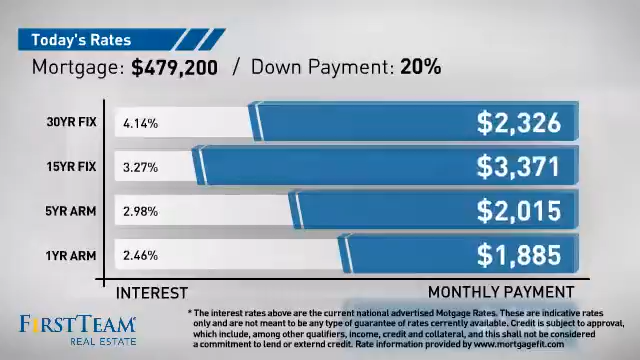 Today's Rates
Mortgage: $479,200 / Down Payment: 20%
30YR FIX 4.14% $2,326
15YR FIX 3.27% $3,371
5YR ARM 2.98% $2,015
1YR ARM 2.46% $1,885
INTEREST MONTHLY PAYMENT
FIRSTTEAM®
REAL ESTATE
* The interest rates above are the current national advertised Motgage Rates. These are indicative rates
only and are not meant to be any type of guarantee of rates cerrently available. Credit is subject to approval,
which include, among other qualifiers, income, credit and collateral, and this shall not be considered
a commitment to lend or externd credit. Rate information provided by www.mortgagefit.com